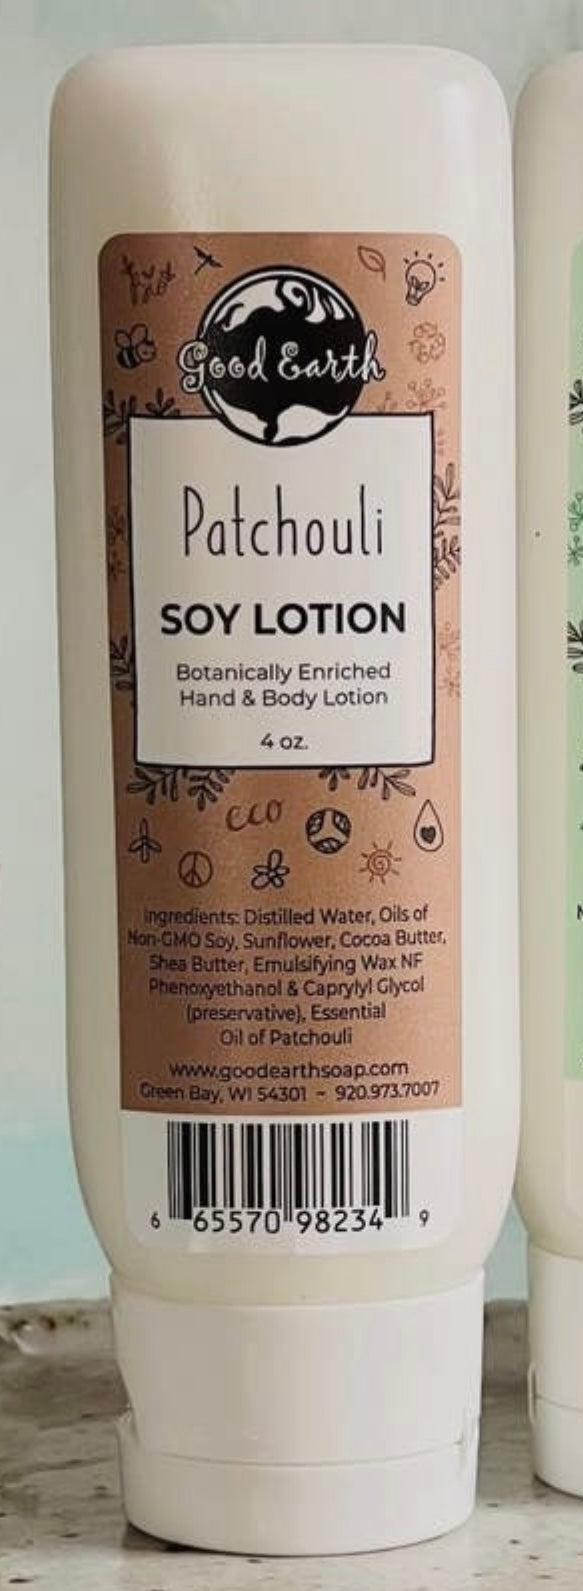 Good Earth
Patchouli
SOY LOTION
Botanically Enriched
Hand & Body Lotion
4 oz.
eco
Ingredients: Distilled Water, Oils of
Non-GMO Soy, Sunflower, Cocoa Butter,
Shea Butter, Emulsifying Wax NF
Phenoxyethanol & Caprylyl Glycol
(preservative), Essential
Oil of Patchouli
www.goodearthsoap.com
Green Bay, WI 54301 ~ 920.973.7007
6 65570 98234 9